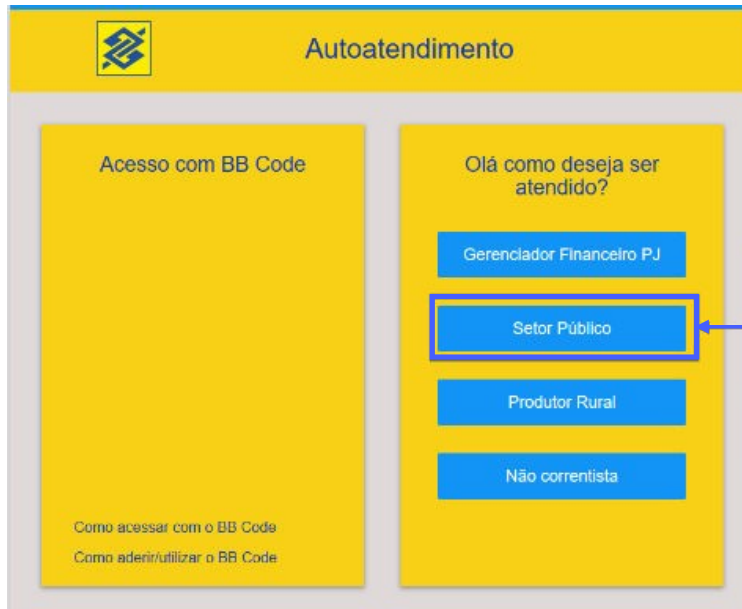 Autoatendimento
Acesso com BB Code
Como acessar com o BB Code
Como aderir/utilizar o BB Code
Olá como deseja ser
atendido?
Gerenciador Financeiro PJ
Setor Público
Produtor Rural
Não correntista